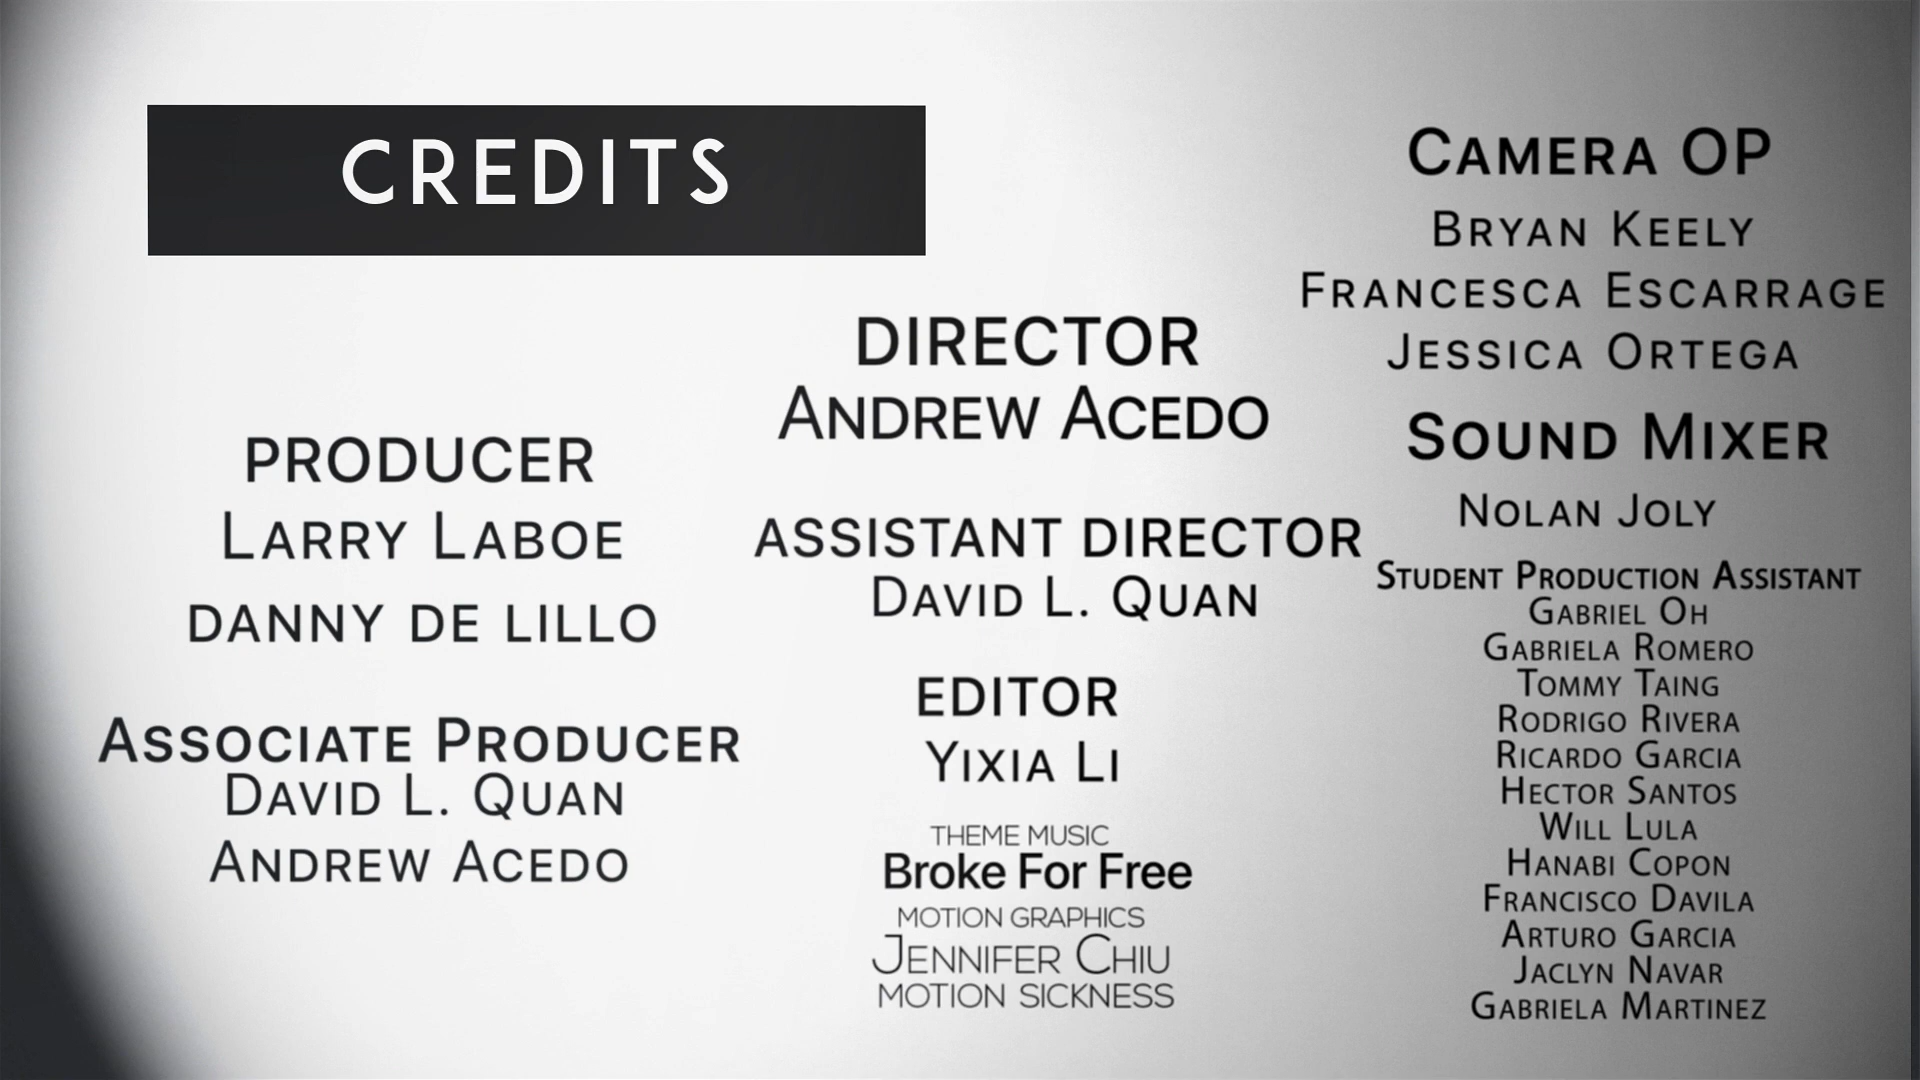 CREDITS
PRODUCER
LARRY LABOE
DANNY DE LILLO
ASSOCIATE PRODUCER
DAVID L. QUAN
ANDREW ACEDO
DIRECTOR
ANDREW ACEDO
ASSISTANT DIRECTOR
DAVID L. QUAN
EDITOR
YIXIA LI
THEME MUSIC
Broke For Free
MOTION GRAPHICS
JENNIFER CHIU
MOTION SICKNESS
CAMERA OP
BRYAN KEELY
FRANCESCA ESCARRAGE
JESSICA ORTEGA
SOUND MIXER
NOLAN JOLY
STUDENT PRODUCTION ASSISTANT
GABRIEL OH
GABRIELA ROMERO
TOMMY TAING
RODRIGO RIVERA
RICARDO GARCIA
HECTOR SANTOS
WILL LULA
HANABI COPON
FRANCISCO DAVILA
ARTURO GARCIA
JACLYN NAVAR
GABRIELA MARTINEZ